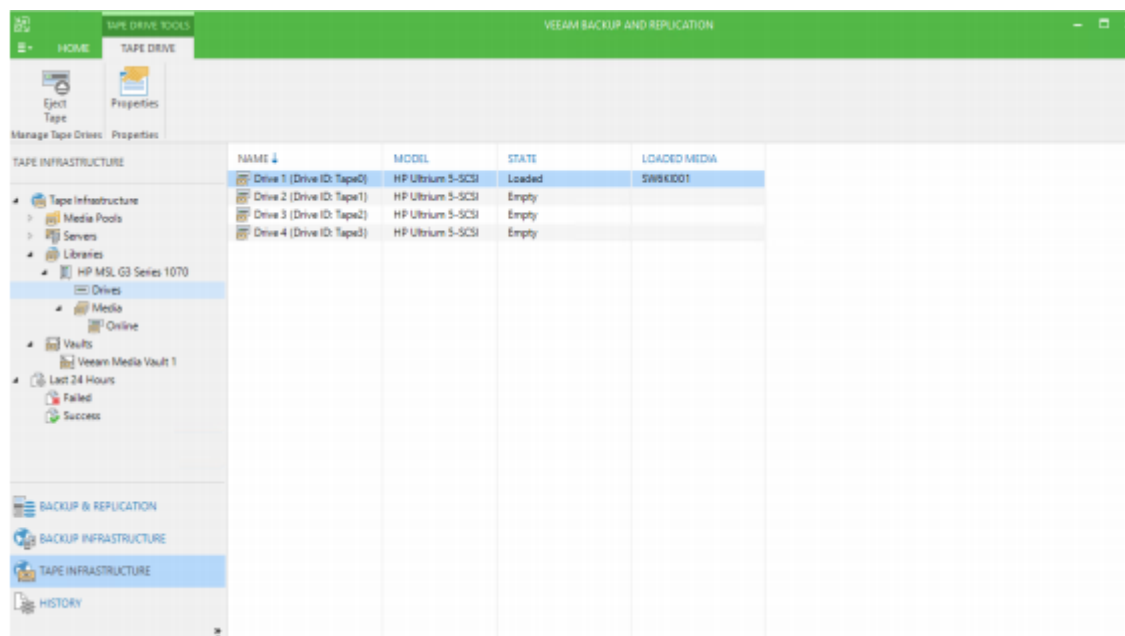 TAPE DRIVE TOOLS
VEEAM BACKUP AND REPLICATION
HOME TAPE DRIVE
Eject
Tape
Properties
Manage Tape Drives Properties
TAPE INFRASTRUCTURE
Tape Infrastructure
Media Pools
Servers
Libraries
HP MSL G3 Series 1070
Drives
Media
Online
Vaults
Veeam Media Vault 1
Last 24 Hours
Failed
Success
BACKUP & REPLICATION
BACKUP INFRASTRUCTURE
TAPE INFRASTRUCTURE
HISTORY
»
NAME MODEL STATE LOADED MEDIA
Drive 1 (Drive ID: Tape0) HP Ultrium 5-SCSI Loaded
Drive 2 (Drive ID: Tape1) HP Ultrium 5-SCSI Empty
Drive 3 (Drive ID: Tape2) HP Ultrium 5-SCSI Empty
Drive 4 (Drive ID: Tape3) HP Ultrium 5-SCSI Empty